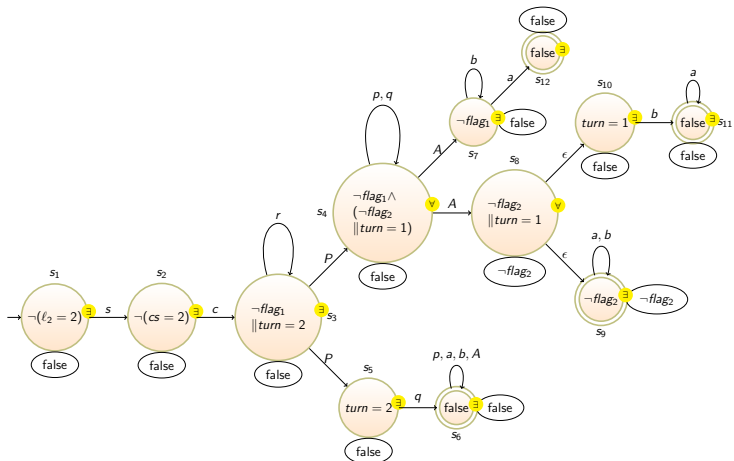 false
∃
s12
b
a
¬flag1
∃
false
s7
p, q
A
s10
turn = 1
∃
false
b
a
false
∃
s11
false
s8
ϵ
s4
¬flag1∧
(¬flag2
∥turn = 1)
∀
false
A
¬flag2
∥turn = 1
∀
¬flag2
ϵ
a, b
¬flag2
∃
¬flag2
s9
r
P
s1
¬(ℓ2 = 2)
∃
false
s
s2
¬(cs = 2)
∃
false
c
¬flag1
∥turn = 2
∃
s3
false
P
s5
turn = 2
∃
false
q
p, a, b, A
false
∃
false
s6
false